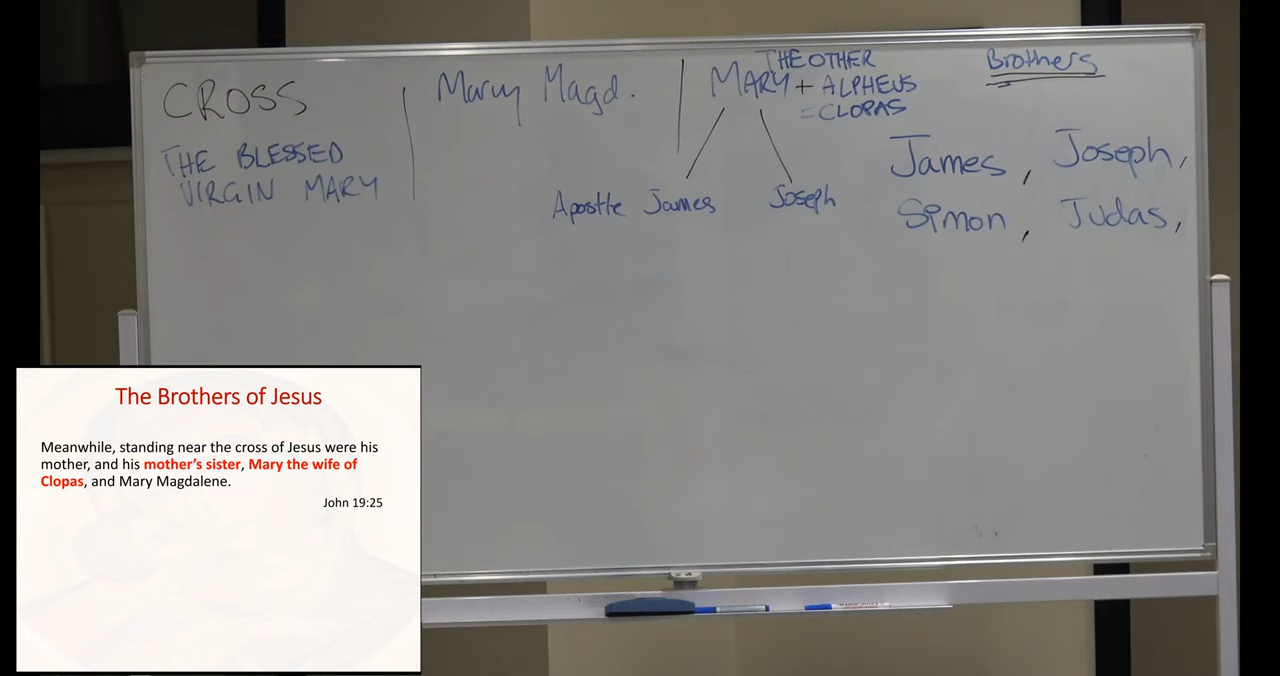 CROSS
THE BLESSED
VIRGIN MARY
Mary Magd.
THE OTHER
MARY + ALPHEUS
= CLOPAS
Apostle James
Joseph
Brothers
James, Joseph,
Simon, Judas,
The Brothers of Jesus
Meanwhile, standing near the cross of Jesus were his
mother, and his mother's sister, Mary the wife of
Clopas, and Mary Magdalene.
John 19:25